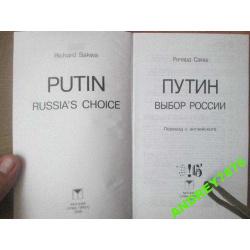 Richard Sakwa
PUTIN
RUSSIA'S CHOICE
Ричард Саква
ПУТИН
ВЫБОР РОССИИ
Перевод с английского